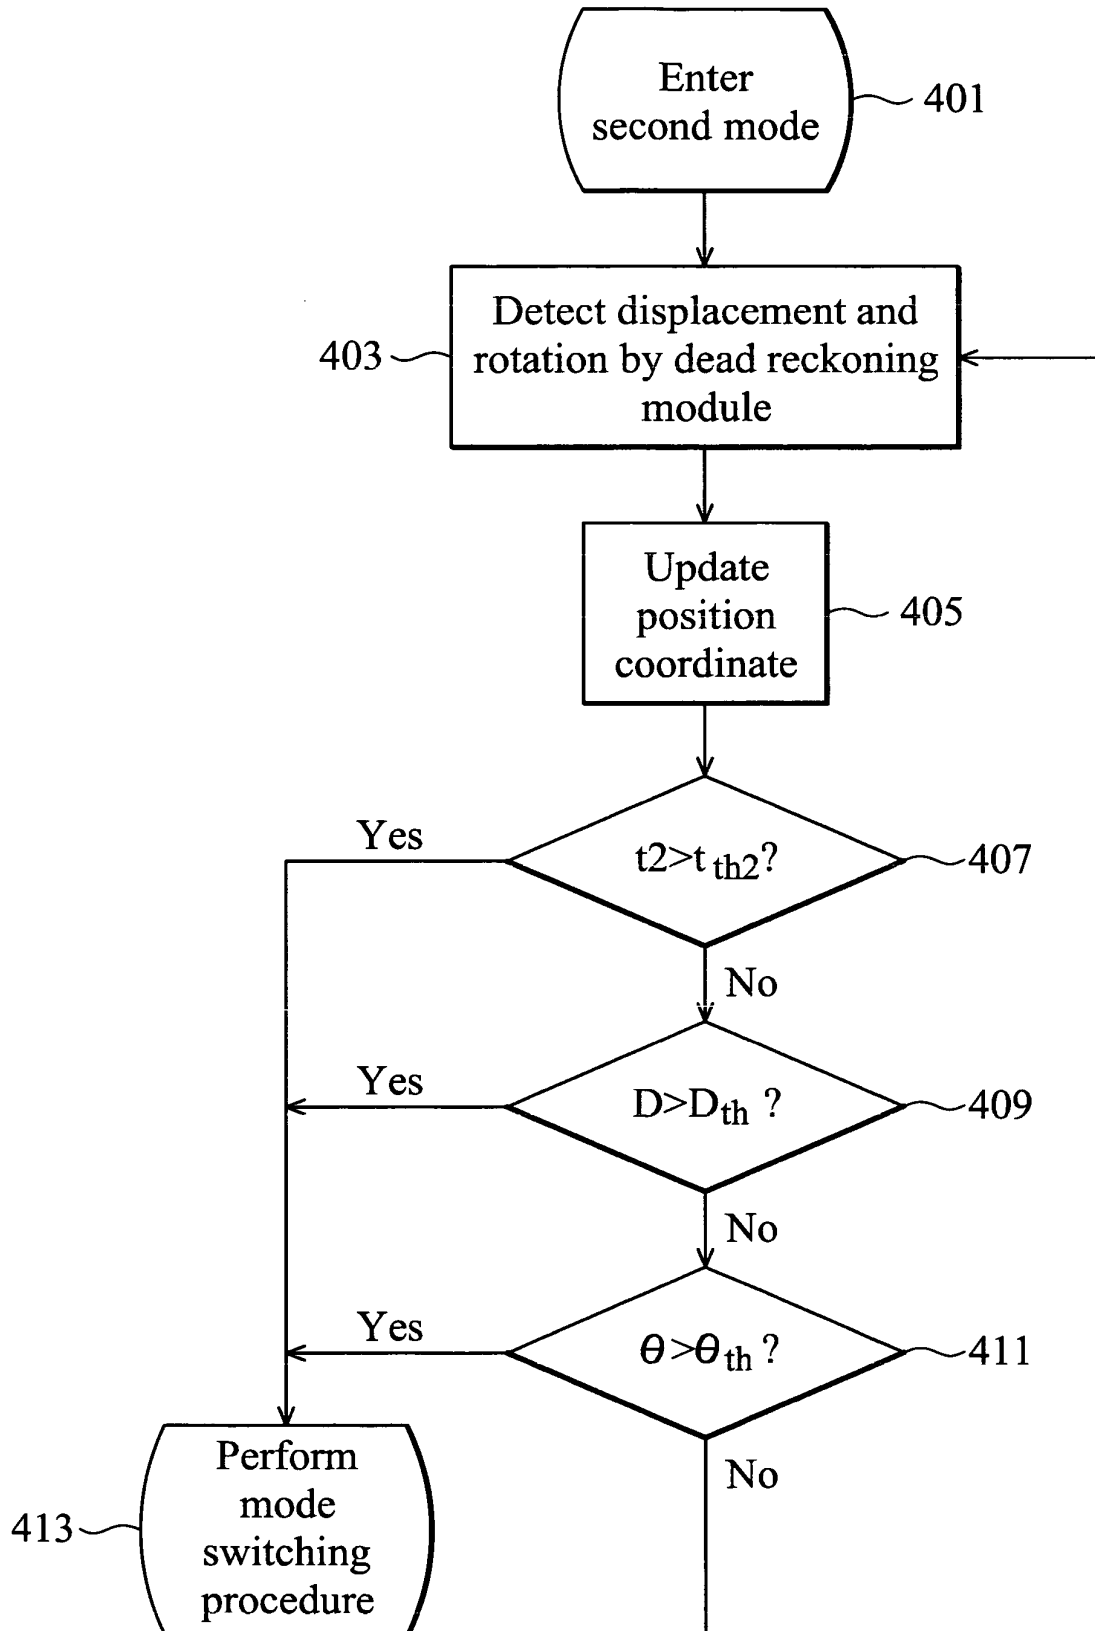 Enter
second mode
401
Detect displacement and
rotation by dead reckoning
module
403
Update
position
coordinate
405
Yes
t2>t th2?
407
No
Yes
D>Dth ?
409
No
Yes
θ>θth ?
411
No
Perform
mode
switching
procedure
413